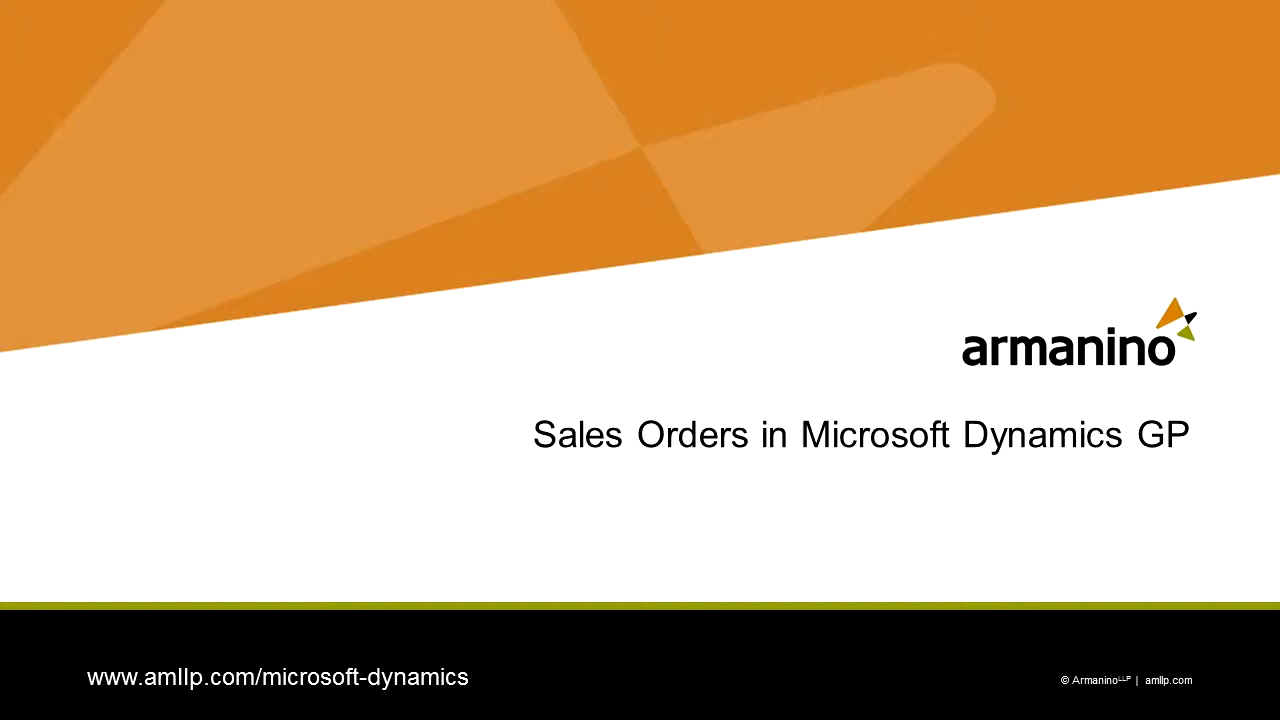 armanino
Sales Orders in Microsoft Dynamics GP
www.amllp.com/microsoft-dynamics
© Armanino LLP | amllp.com